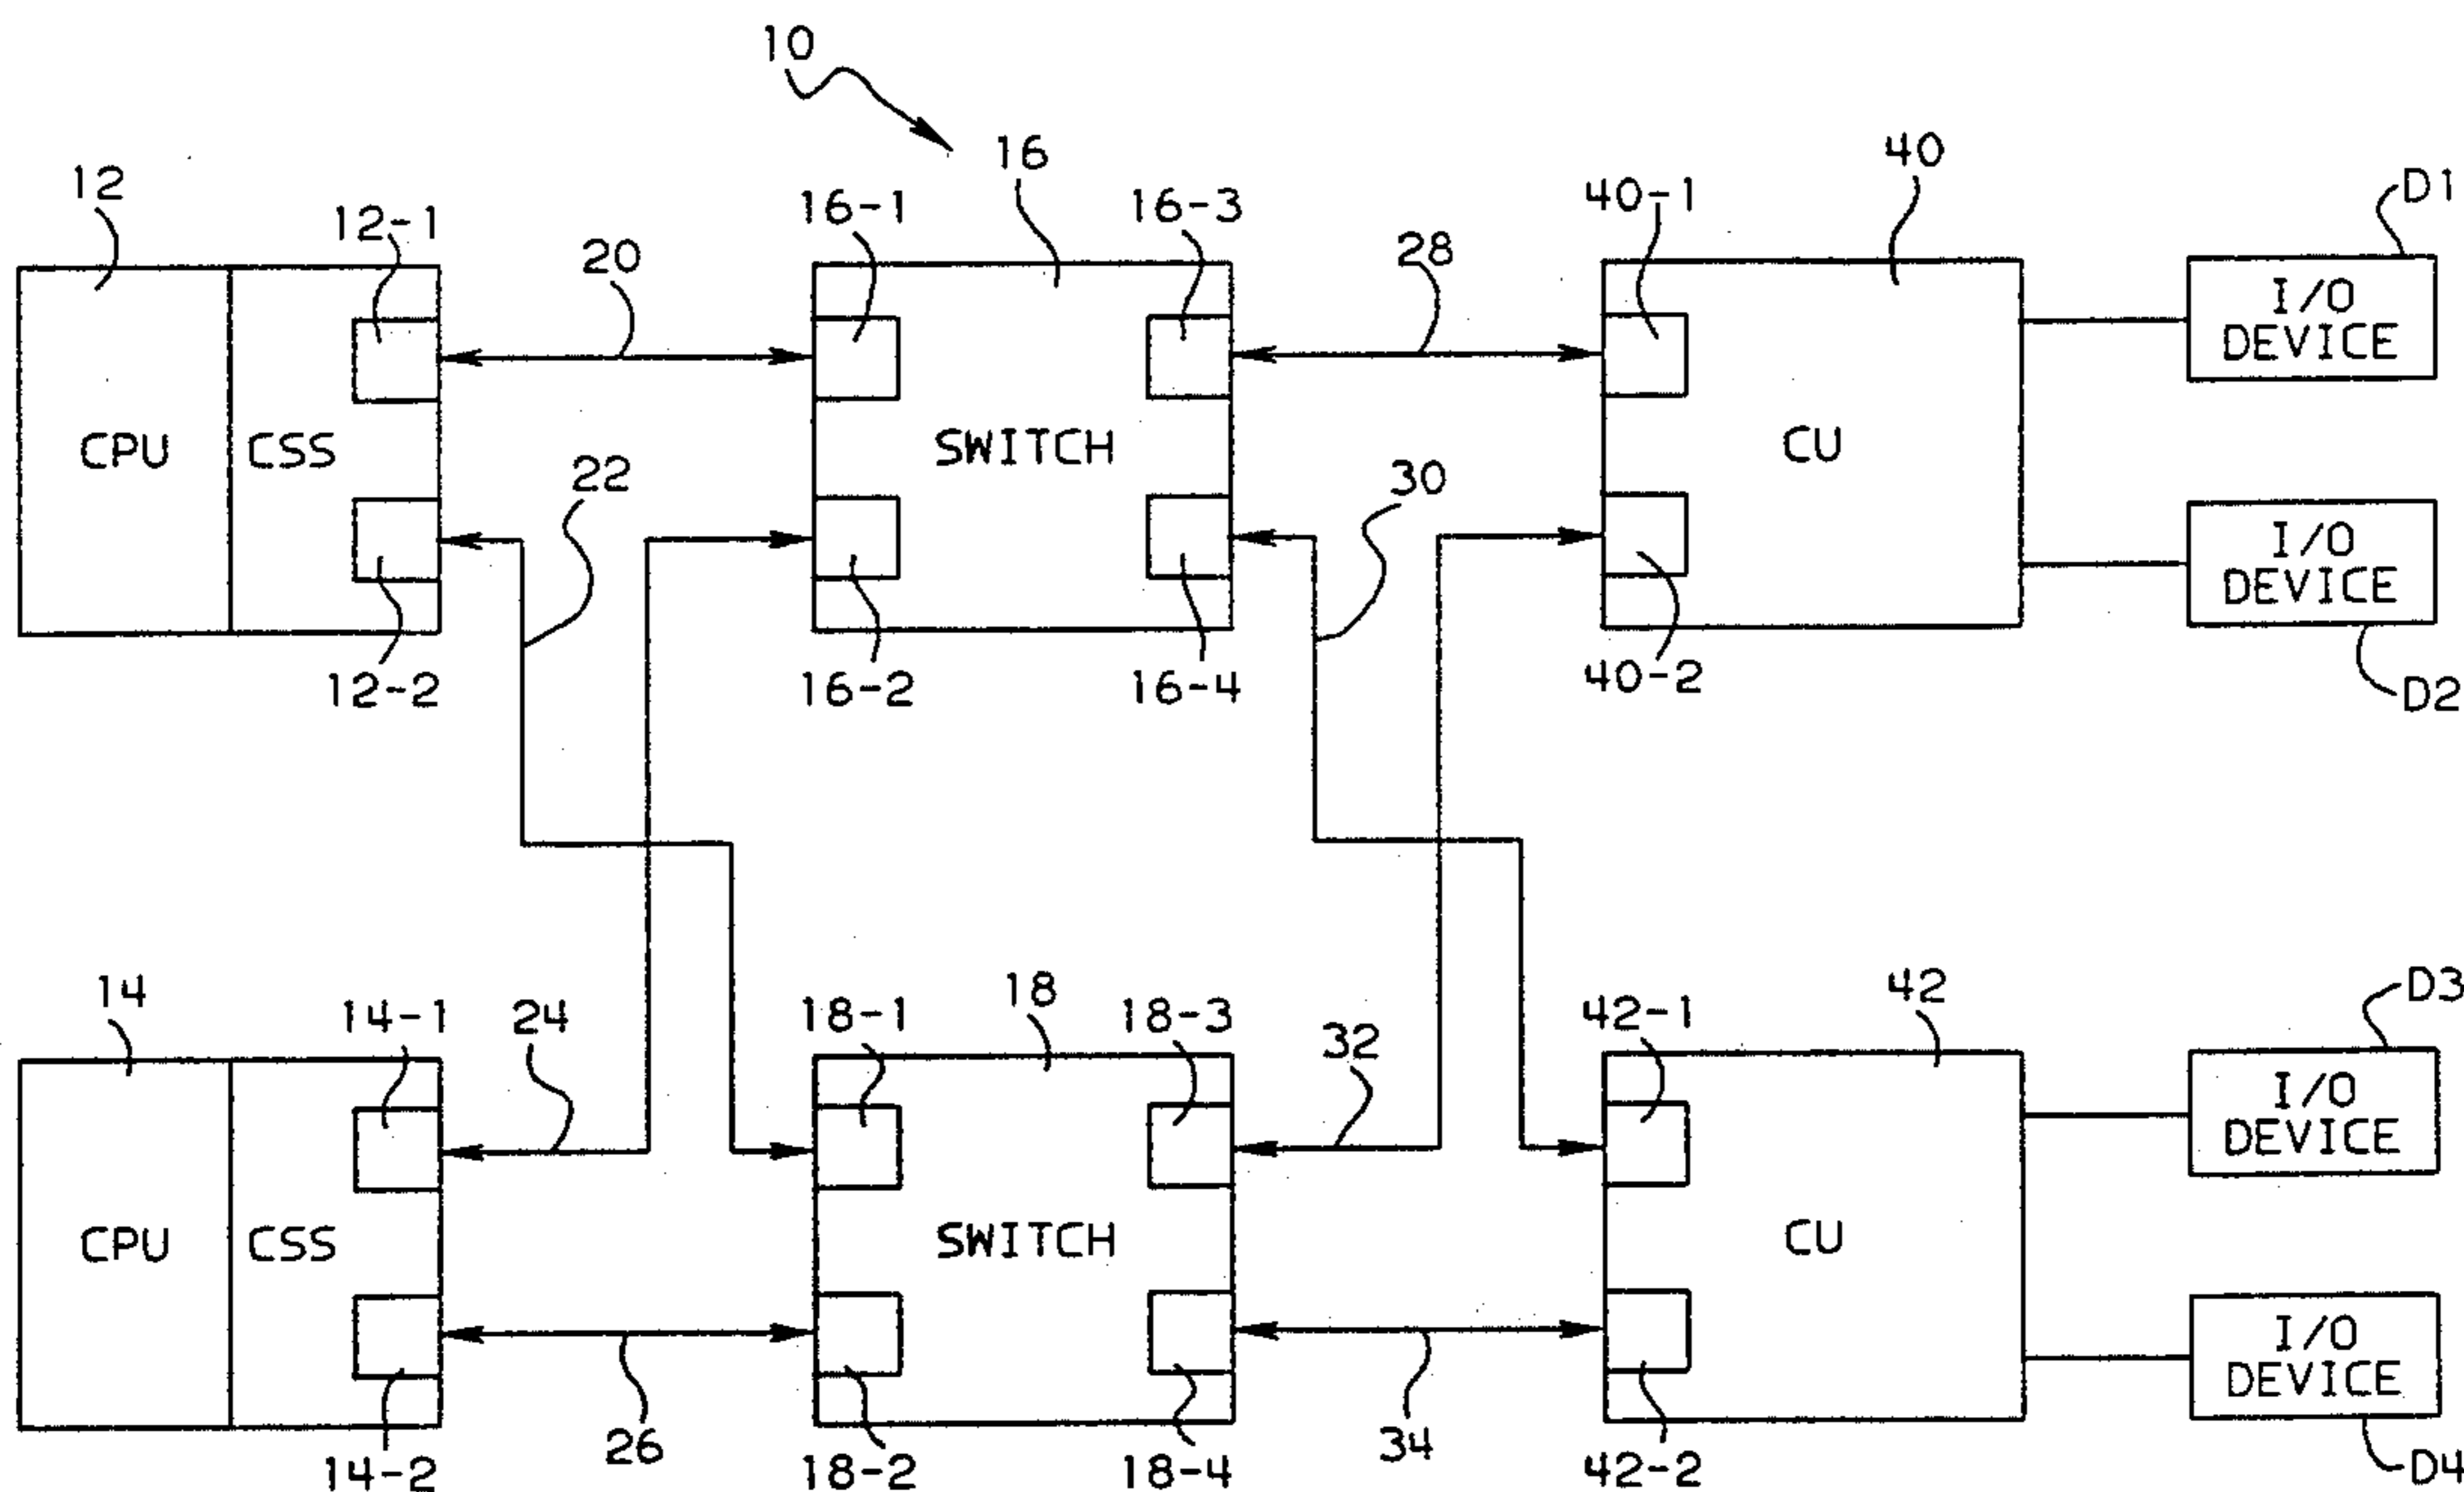 10
12
12-1
20
16-1
16
16-3
28
40-1
40
D1
CPU
CSS
22
SWITCH
30
CU
I/O
DEVICE
I/O
DEVICE
12-2
16-2
16-4
40-2
D2
14
14-1
24
18-1
18
18-3
32
42-1
42
D3
CPU
CSS
SWITCH
CU
I/O
DEVICE
I/O
DEVICE
14-2
26
18-2
18-4
34
42-2
D4